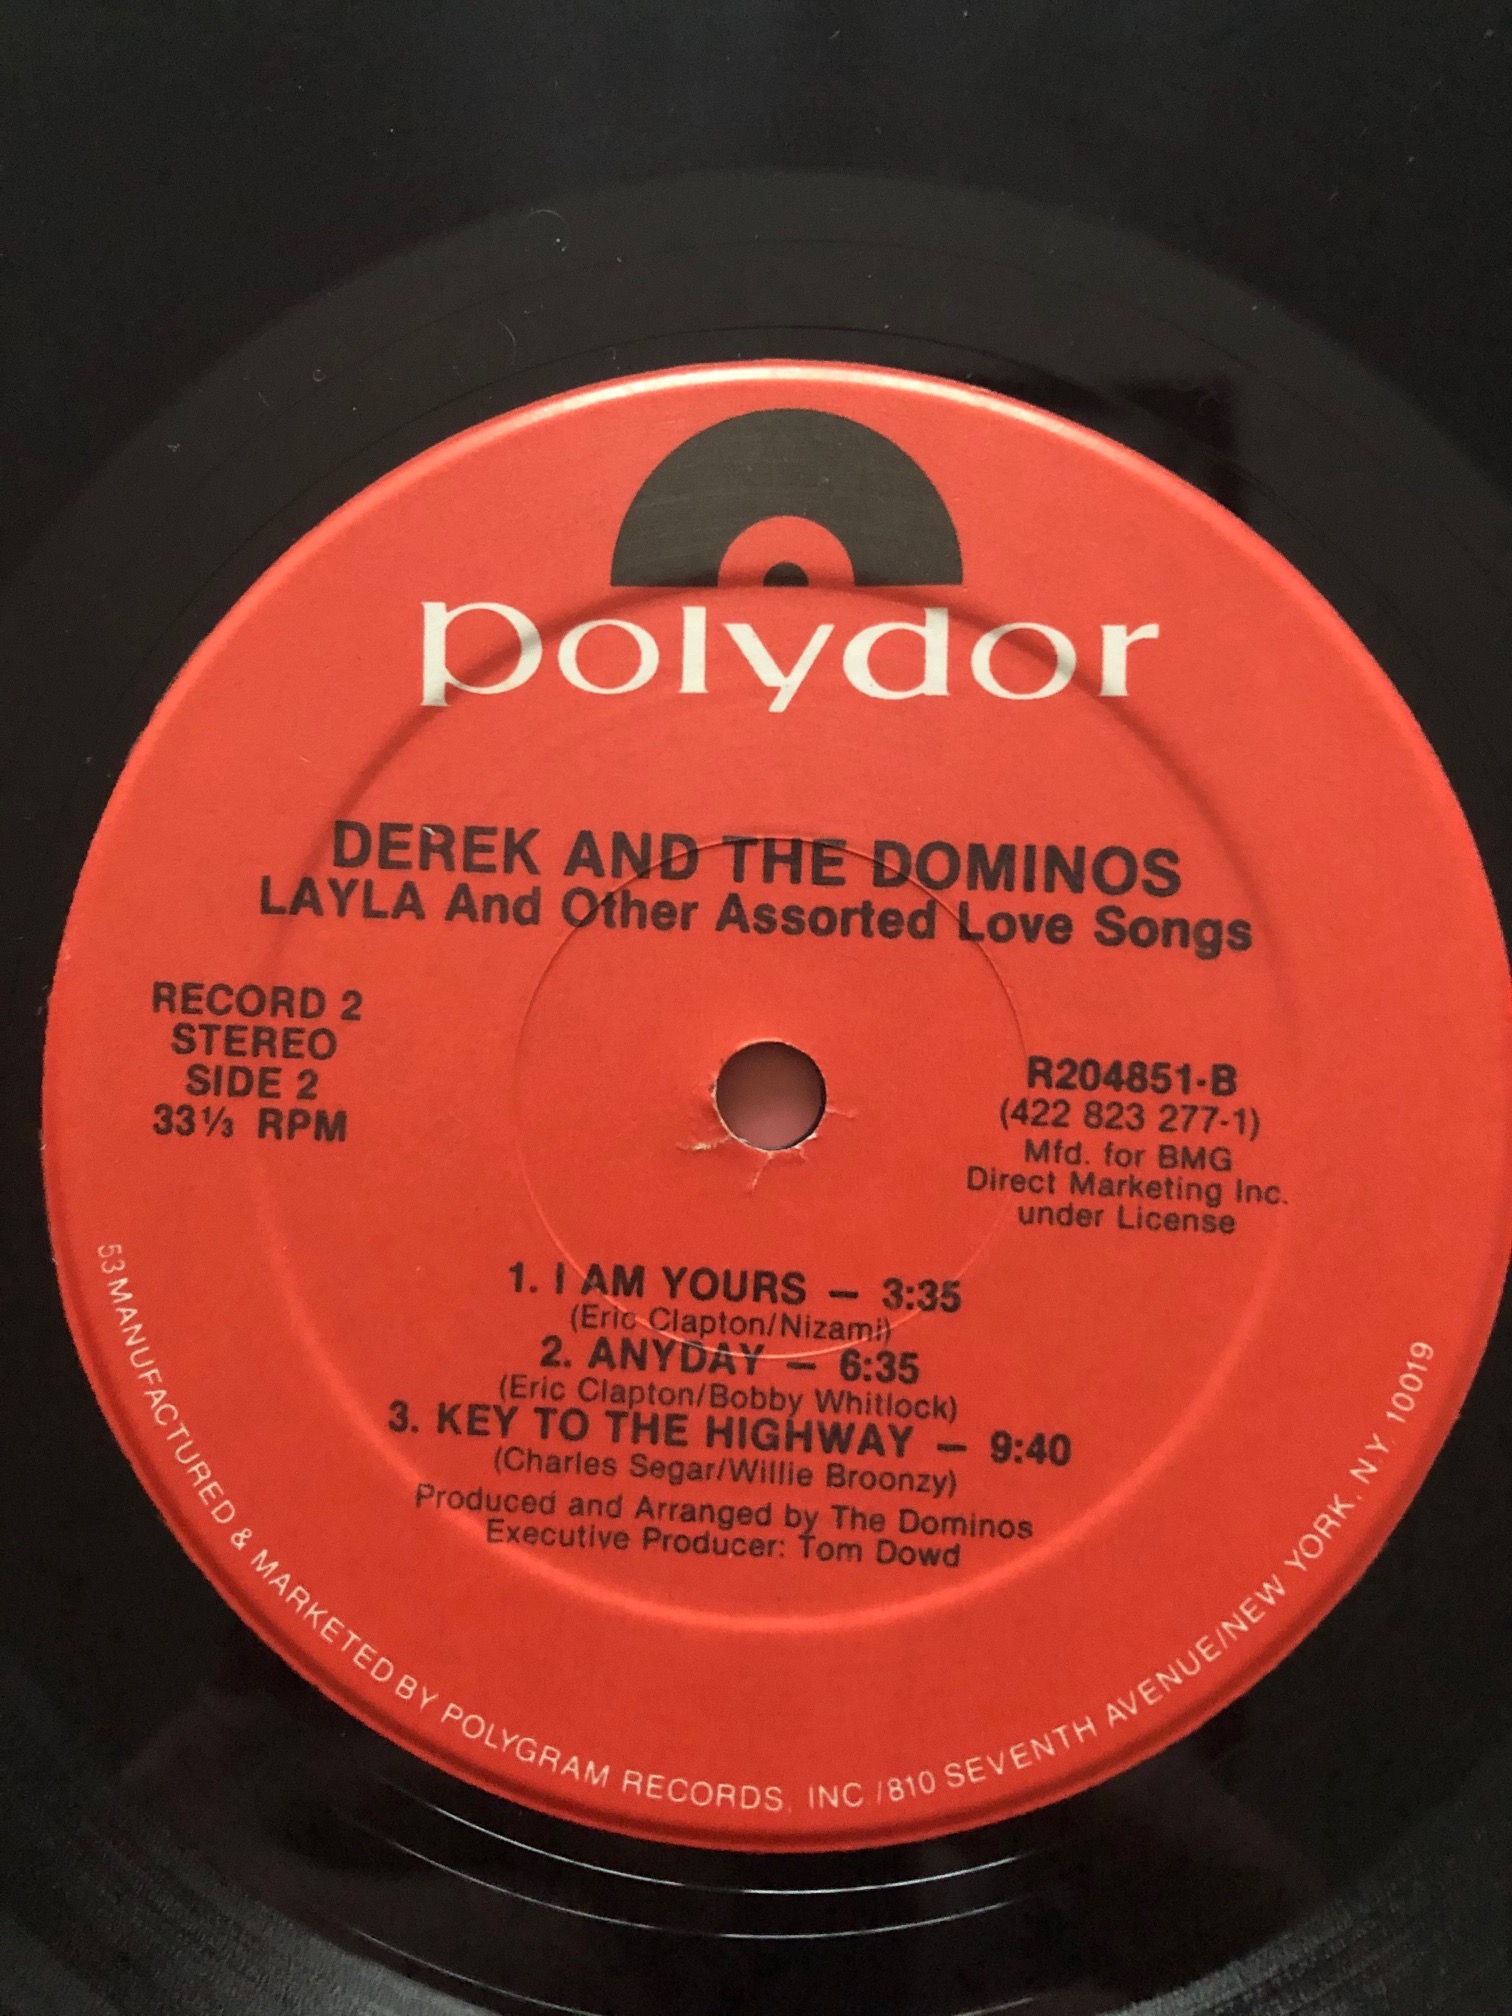 polydor
DEREK AND THE DOMINOS
LAYLA And Other Assorted Love Songs
RECORD 2
STEREO
SIDE 2
33⅓ RPM
R204851-B
(422 823 277-1)
Mfd. for BMG
Direct Marketing Inc.
under License
1. I AM YOURS — 3:35
(Eric Clapton/Nizami)
2. ANYDAY — 6:35
(Eric Clapton/Bobby Whitlock)
3. KEY TO THE HIGHWAY — 9:40
(Charles Segar/Willie Broonzy)
Produced and Arranged by The Dominos
Executive Producer: Tom Dowd
53 MANUFACTURED & MARKETED BY POLYGRAM RECORDS, INC /810 SEVENTH AVENUE/NEW YORK, N.Y. 10019